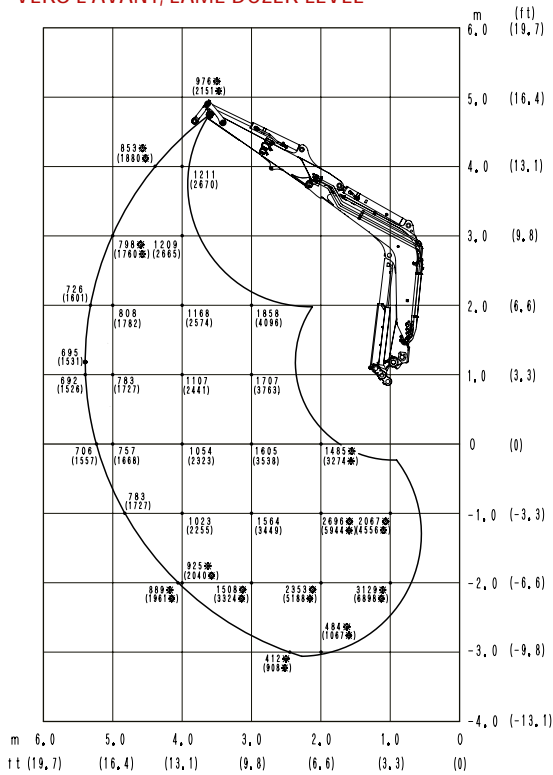 VERS L'AVANT/LAME DOZER LEVÉE
m (ft)
6.0 (19.7)
976※
(2151※)
5.0 (16.4)
853※
(1880※)
4.0 (13.1)
1211
(2670)
798※ 1209
(1760※) (2665)
3.0 (9.8)
726
(1601)
2.0 (6.6)
808 1168 1858
(1782) (2574) (4096)
695
(1531)
1.0 (3.3)
692 783 1107 1707
(1526) (1727) (2441) (3763)
0 (0)
706 757 1054 1605 1485※
(1557) (1668) (2323) (3538) (3274※)
783
(1727)
-1.0 (-3.3)
1023 1564 2696※ 2067※
(2255) (3449) (5944※) (4556※)
925※
(2040※)
-2.0 (-6.6)
889※ 1508※ 2353※ 3129※
(1961※) (3324※) (5188※) (6898※)
484※
(1067※)
-3.0 (-9.8)
412※
(908※)
-4.0 (-13.1)
m 6.0 5.0 4.0 3.0 2.0 1.0 0
ft (19.7) (16.4) (13.1) (9.8) (6.6) (3.3) (0)